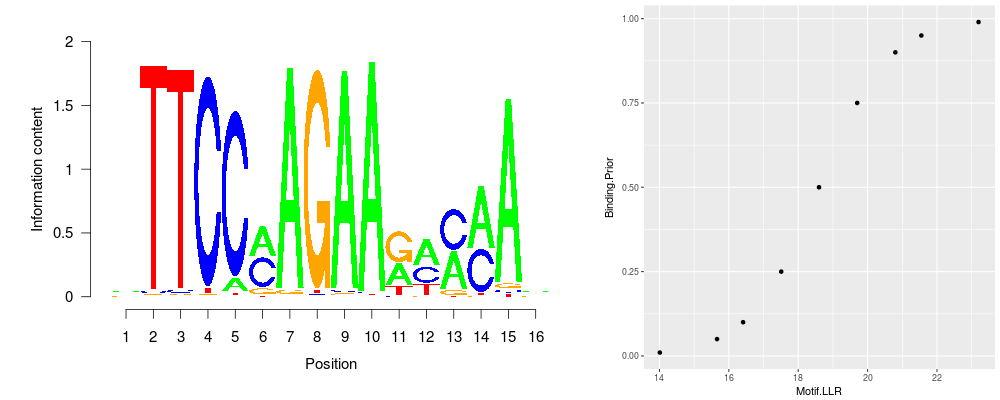 Information content
2
1.5
1
0.5
0
TTCCAAGAAGACAA
CACA
A
1 2 3 4 5 6 7 8 9 10 11 12 13 14 15 16
Position
Binding.Prior
1.00
0.75
0.50
0.25
0.00
14 16 18 20 22
Motif.LLR